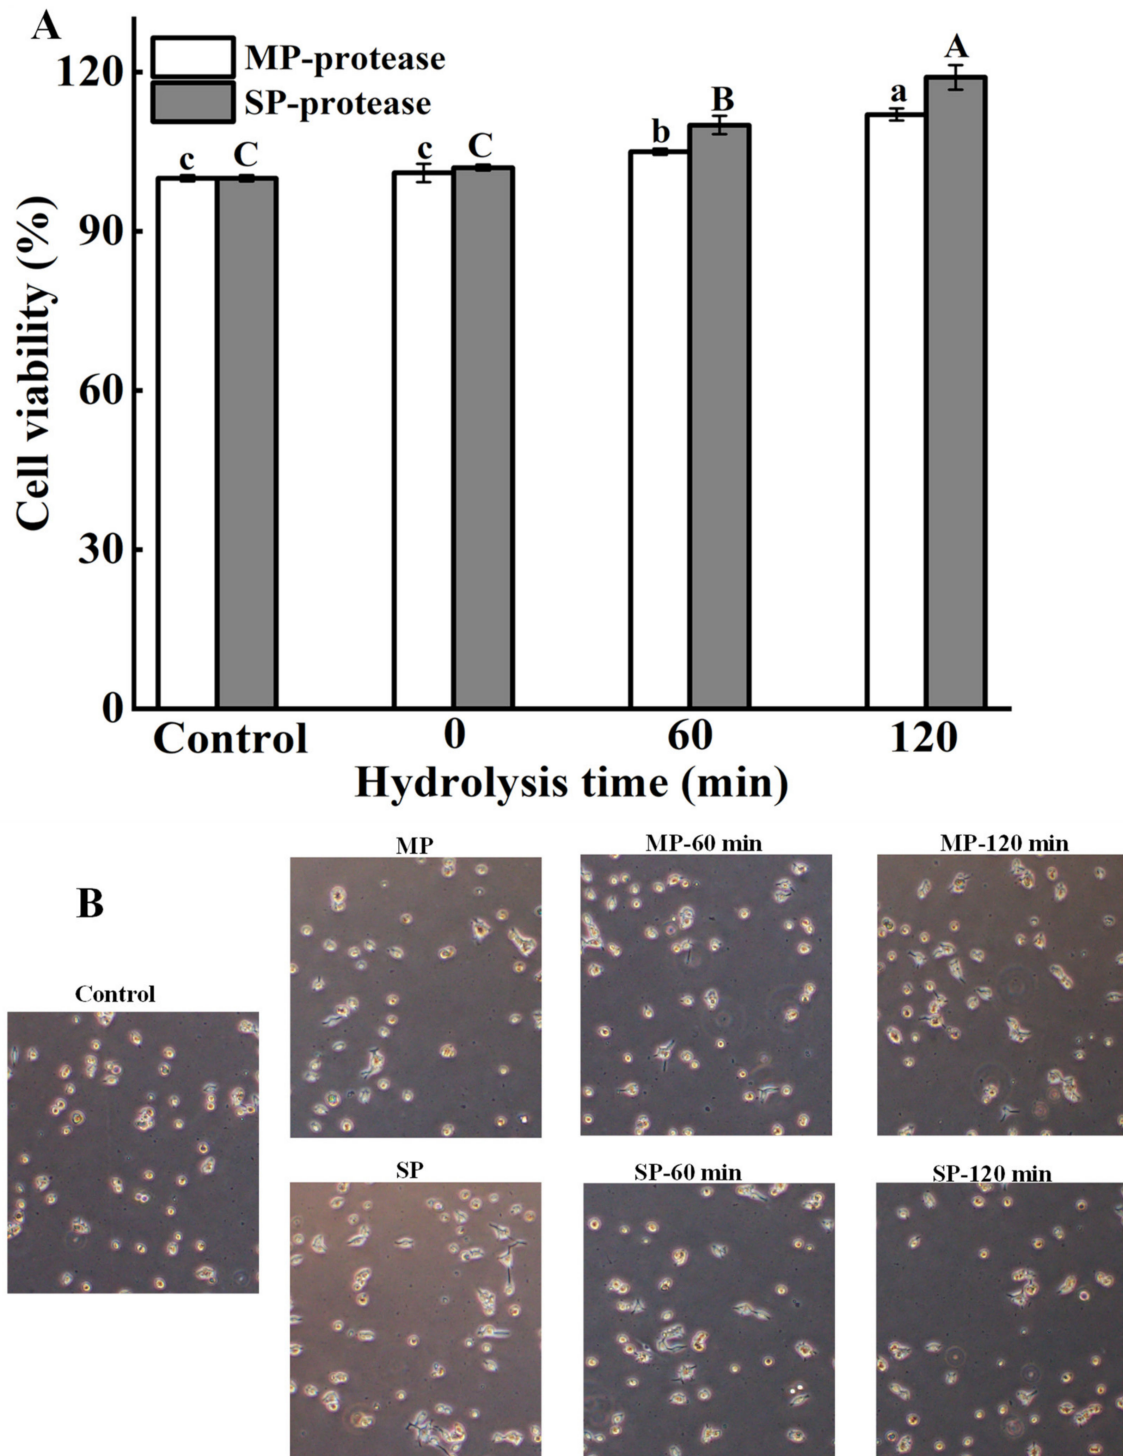 A
MP-protease
SP-protease
120
90
60
30
0
Cell viability (%)
c C
c C
b B
a A
Control 0 60 120
Hydrolysis time (min)
B
Control
MP MP-60 min MP-120 min
SP SP-60 min SP-120 min